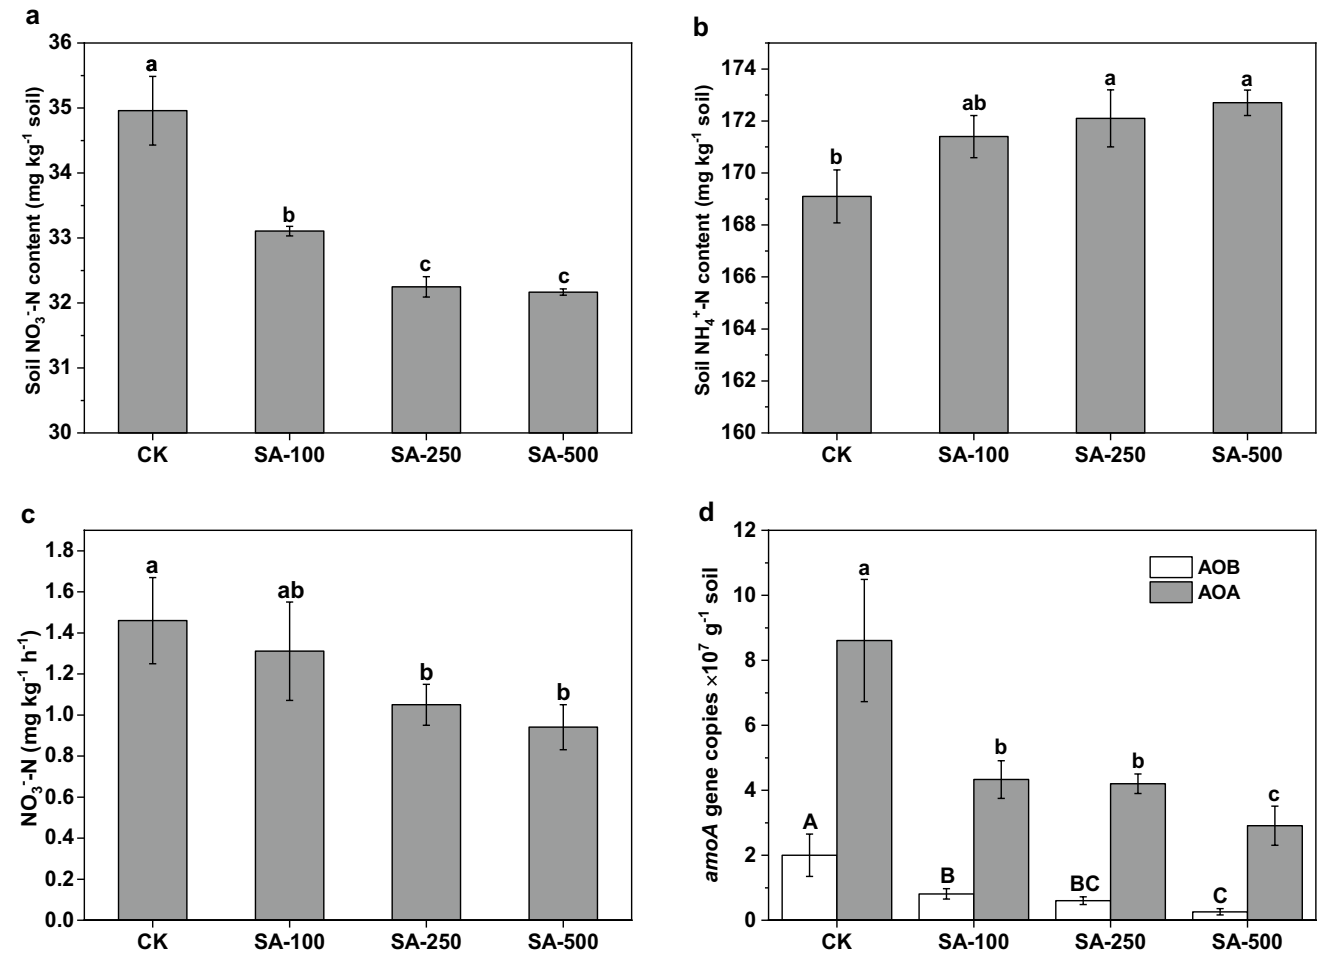 a
Soil NO₃⁻-N content (mg kg⁻¹ soil)
36
35
34
33
32
31
30
a
b
c
c
CK SA-100 SA-250 SA-500
b
Soil NH₄⁺-N content (mg kg⁻¹ soil)
174
172
170
168
166
164
162
160
b
ab
a
a
CK SA-100 SA-250 SA-500
c
NO₃⁻-N (mg kg⁻¹ h⁻¹)
1.8
1.6
1.4
1.2
1.0
0.8
0.6
0.4
0.2
0.0
a
ab
b
b
CK SA-100 SA-250 SA-500
d
amoA gene copies ×10⁷ g⁻¹ soil
12
10
8
6
4
2
0
AOB
AOA
A
a
B
b
BC
b
C
c
CK SA-100 SA-250 SA-500